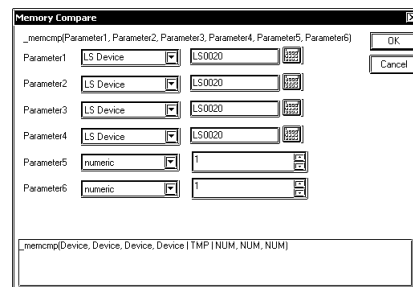 Memory Compare
_memcmp(Parameter1, Parameter2, Parameter3, Parameter4, Parameter5, Parameter6)
OK
Cancel
Parameter1 LS Device LS0020
Parameter2 LS Device LS0020
Parameter3 LS Device LS0020
Parameter4 LS Device LS0020
Parameter5 numeric 1
Parameter6 numeric 1
_memcmp(Device, Device, Device, Device | TMP | NUM, NUM, NUM)